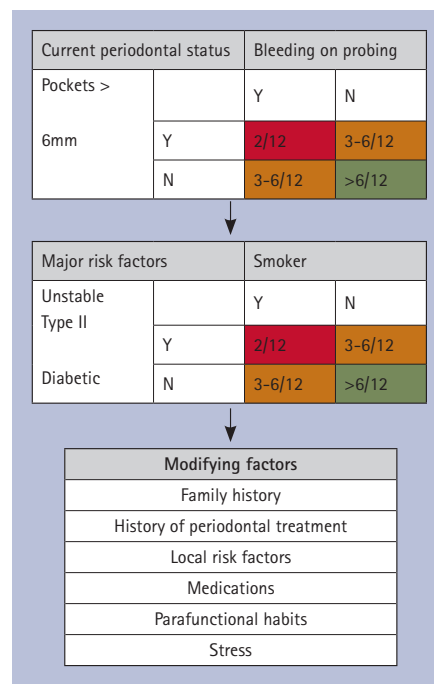 Current periodontal status Bleeding on probing
Pockets > Y N
6mm Y 2/12 3-6/12
N 3-6/12 >6/12
Major risk factors Smoker
Unstable Y N
Type II
Y 2/12 3-6/12
Diabetic N 3-6/12 >6/12
Modifying factors
Family history
History of periodontal treatment
Local risk factors
Medications
Parafunctional habits
Stress